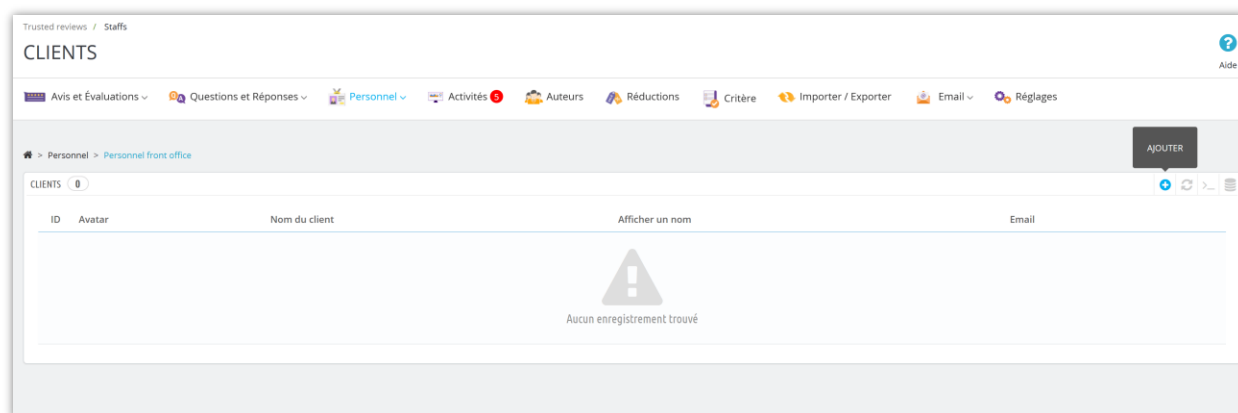 Trusted reviews / Staffs
CLIENTS
Aide
Avis et Évaluations Questions et Réponses Personnel Activités 5 Auteurs Réductions Critère Importer / Exporter Email Réglages
AJOUTER
> Personnel > Personnel front office
CLIENTS 0
ID Avatar Nom du client Afficher un nom Email
Aucun enregistrement trouvé